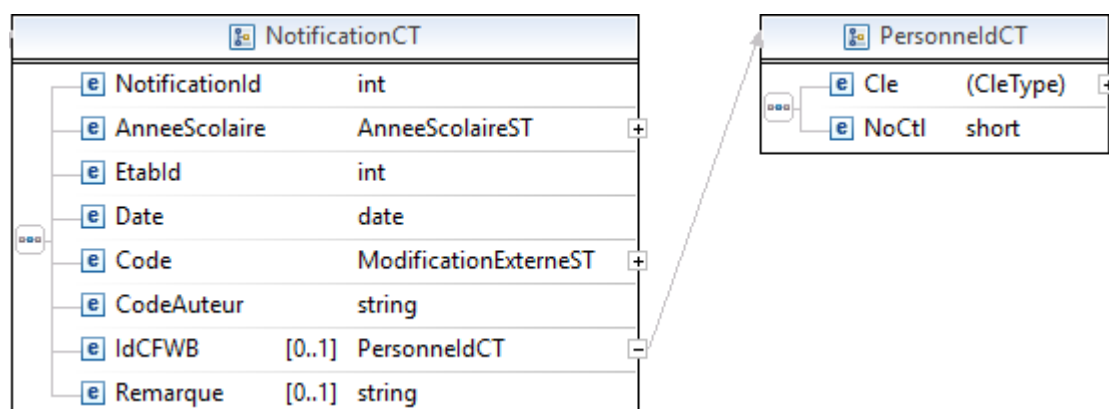 NotificationCT
e NotificationId int
e AnneeScolaire AnneeScolaireST +
e EtabId int
e Date date
e Code ModificationExterneST +
e CodeAuteur string
e IdCFWB [0..1] PersonneIdCT −
e Remarque [0..1] string
PersonneIdCT
e Cle (CleType) +
e NoCtl short